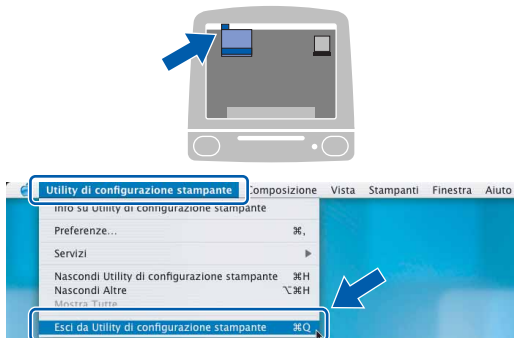 Utility di configurazione stampante Composizione Vista Stampanti Finestra Aiuto
Info su Utility di configurazione stampante
Preferenze... ⌘,
Servizi ▶
Nascondi Utility di configurazione stampante ⌘H
Nascondi Altre ⌥⌘H
Mostra Tutte
Esci da Utility di configurazione stampante ⌘Q